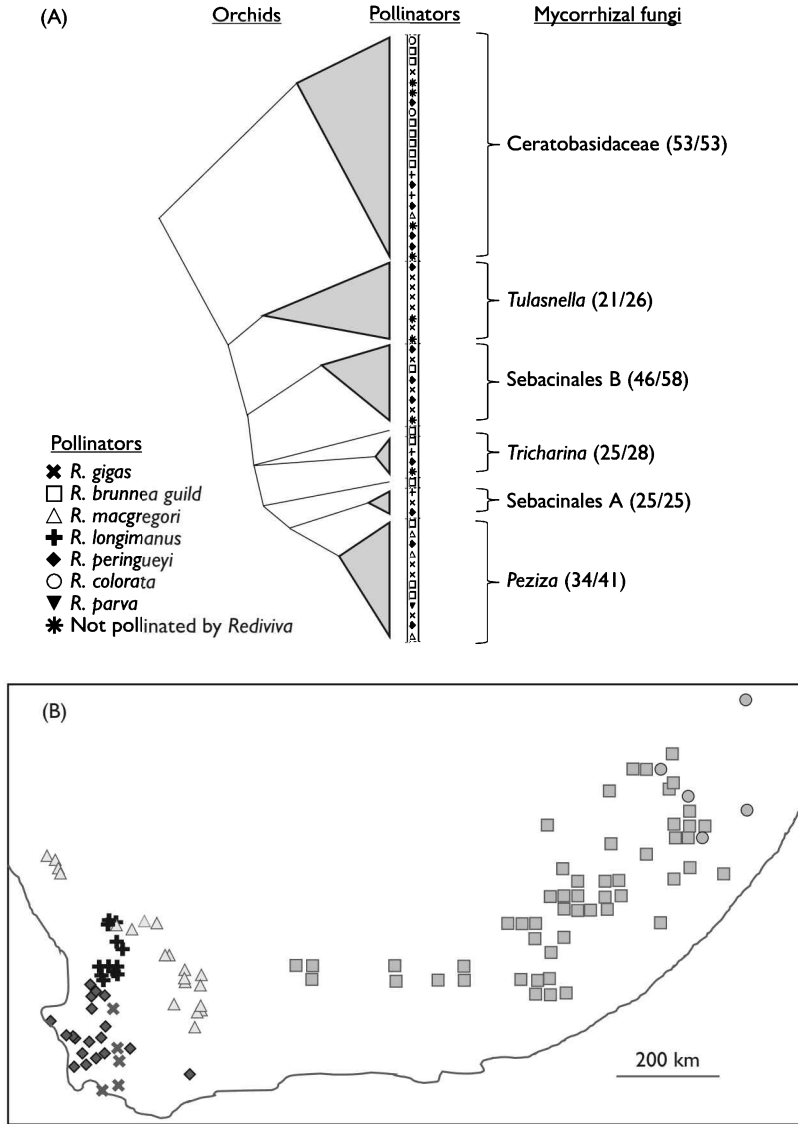 (A)
Orchids
Pollinators
Mycorrhizal fungi
Ceratobasidaceae (53/53)
Tulasnella (21/26)
Sebacinales B (46/58)
Tricharina (25/28)
Sebacinales A (25/25)
Peziza (34/41)
Pollinators
R. gigas
R. brunnea guild
R. macgregori
R. longimanus
R. peringueyi
R. colorata
R. parva
Not pollinated by Rediviva
(B)
200 km